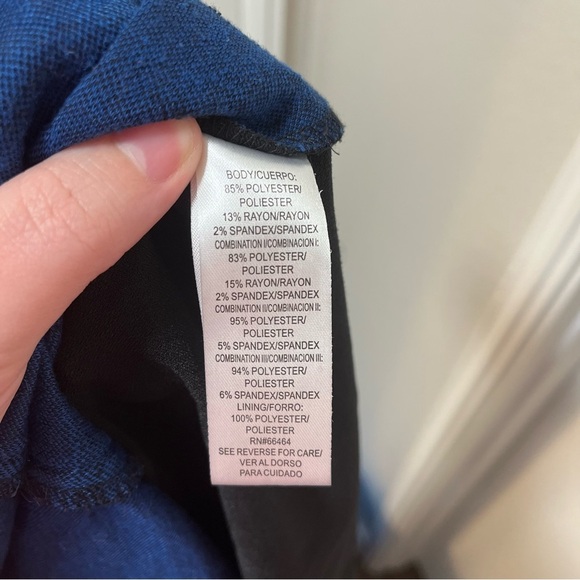 BODY/CUERPO:
85% POLYESTER/
POLIESTER
13% RAYON/RAYON
2% SPANDEX/SPANDEX
COMBINATION I/COMBINACION I:
83% POLYESTER/
POLIESTER
15% RAYON/RAYON
2% SPANDEX/SPANDEX
COMBINATION II/COMBINACION II:
95% POLYESTER/
POLIESTER
5% SPANDEX/SPANDEX
COMBINATION III/COMBINACION III:
94% POLYESTER/
POLIESTER
6% SPANDEX/SPANDEX
LINING/FORRO:
100% POLYESTER/
POLIESTER
RN#66464
SEE REVERSE FOR CARE/
VER AL DORSO
PARA CUIDADO